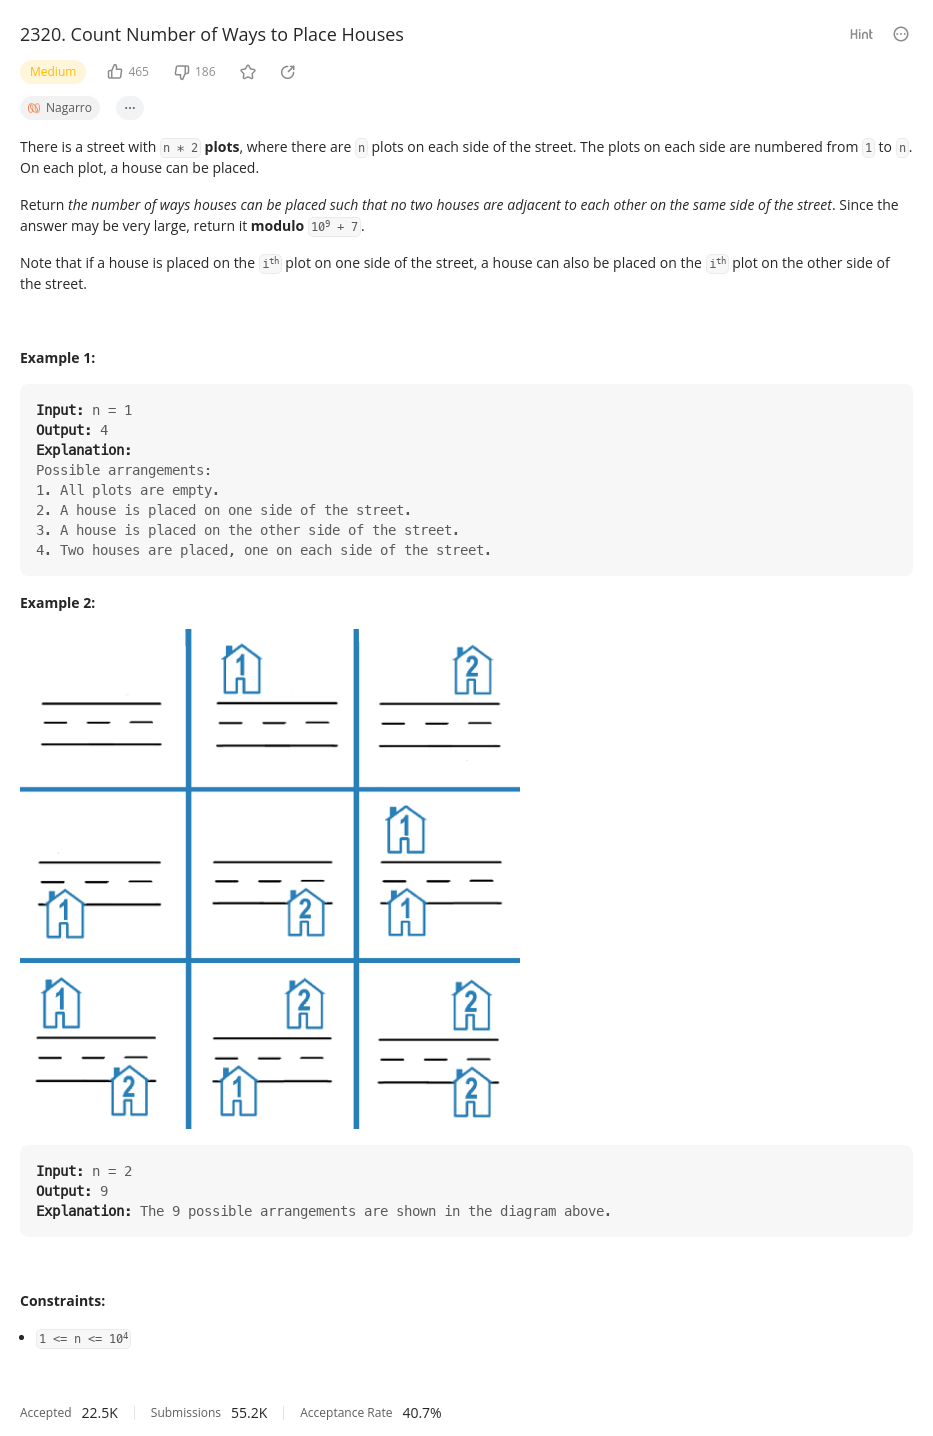 2320. Count Number of Ways to Place Houses
Hint
Medium 465 186
Nagarro ...
There is a street with n * 2 plots, where there are n plots on each side of the street. The plots on each side are numbered from 1 to n.
On each plot, a house can be placed.
Return the number of ways houses can be placed such that no two houses are adjacent to each other on the same side of the street. Since the
answer may be very large, return it modulo 10⁹ + 7.
Note that if a house is placed on the iᵗʰ plot on one side of the street, a house can also be placed on the iᵗʰ plot on the other side of
the street.
Example 1:
Input: n = 1
Output: 4
Explanation:
Possible arrangements:
1. All plots are empty.
2. A house is placed on one side of the street.
3. A house is placed on the other side of the street.
4. Two houses are placed, one on each side of the street.
Example 2:
1 2
1
1 2 1
1 2 2
2 1 2
Input: n = 2
Output: 9
Explanation: The 9 possible arrangements are shown in the diagram above.
Constraints:
• 1 <= n <= 10⁴
Accepted 22.5K Submissions 55.2K Acceptance Rate 40.7%